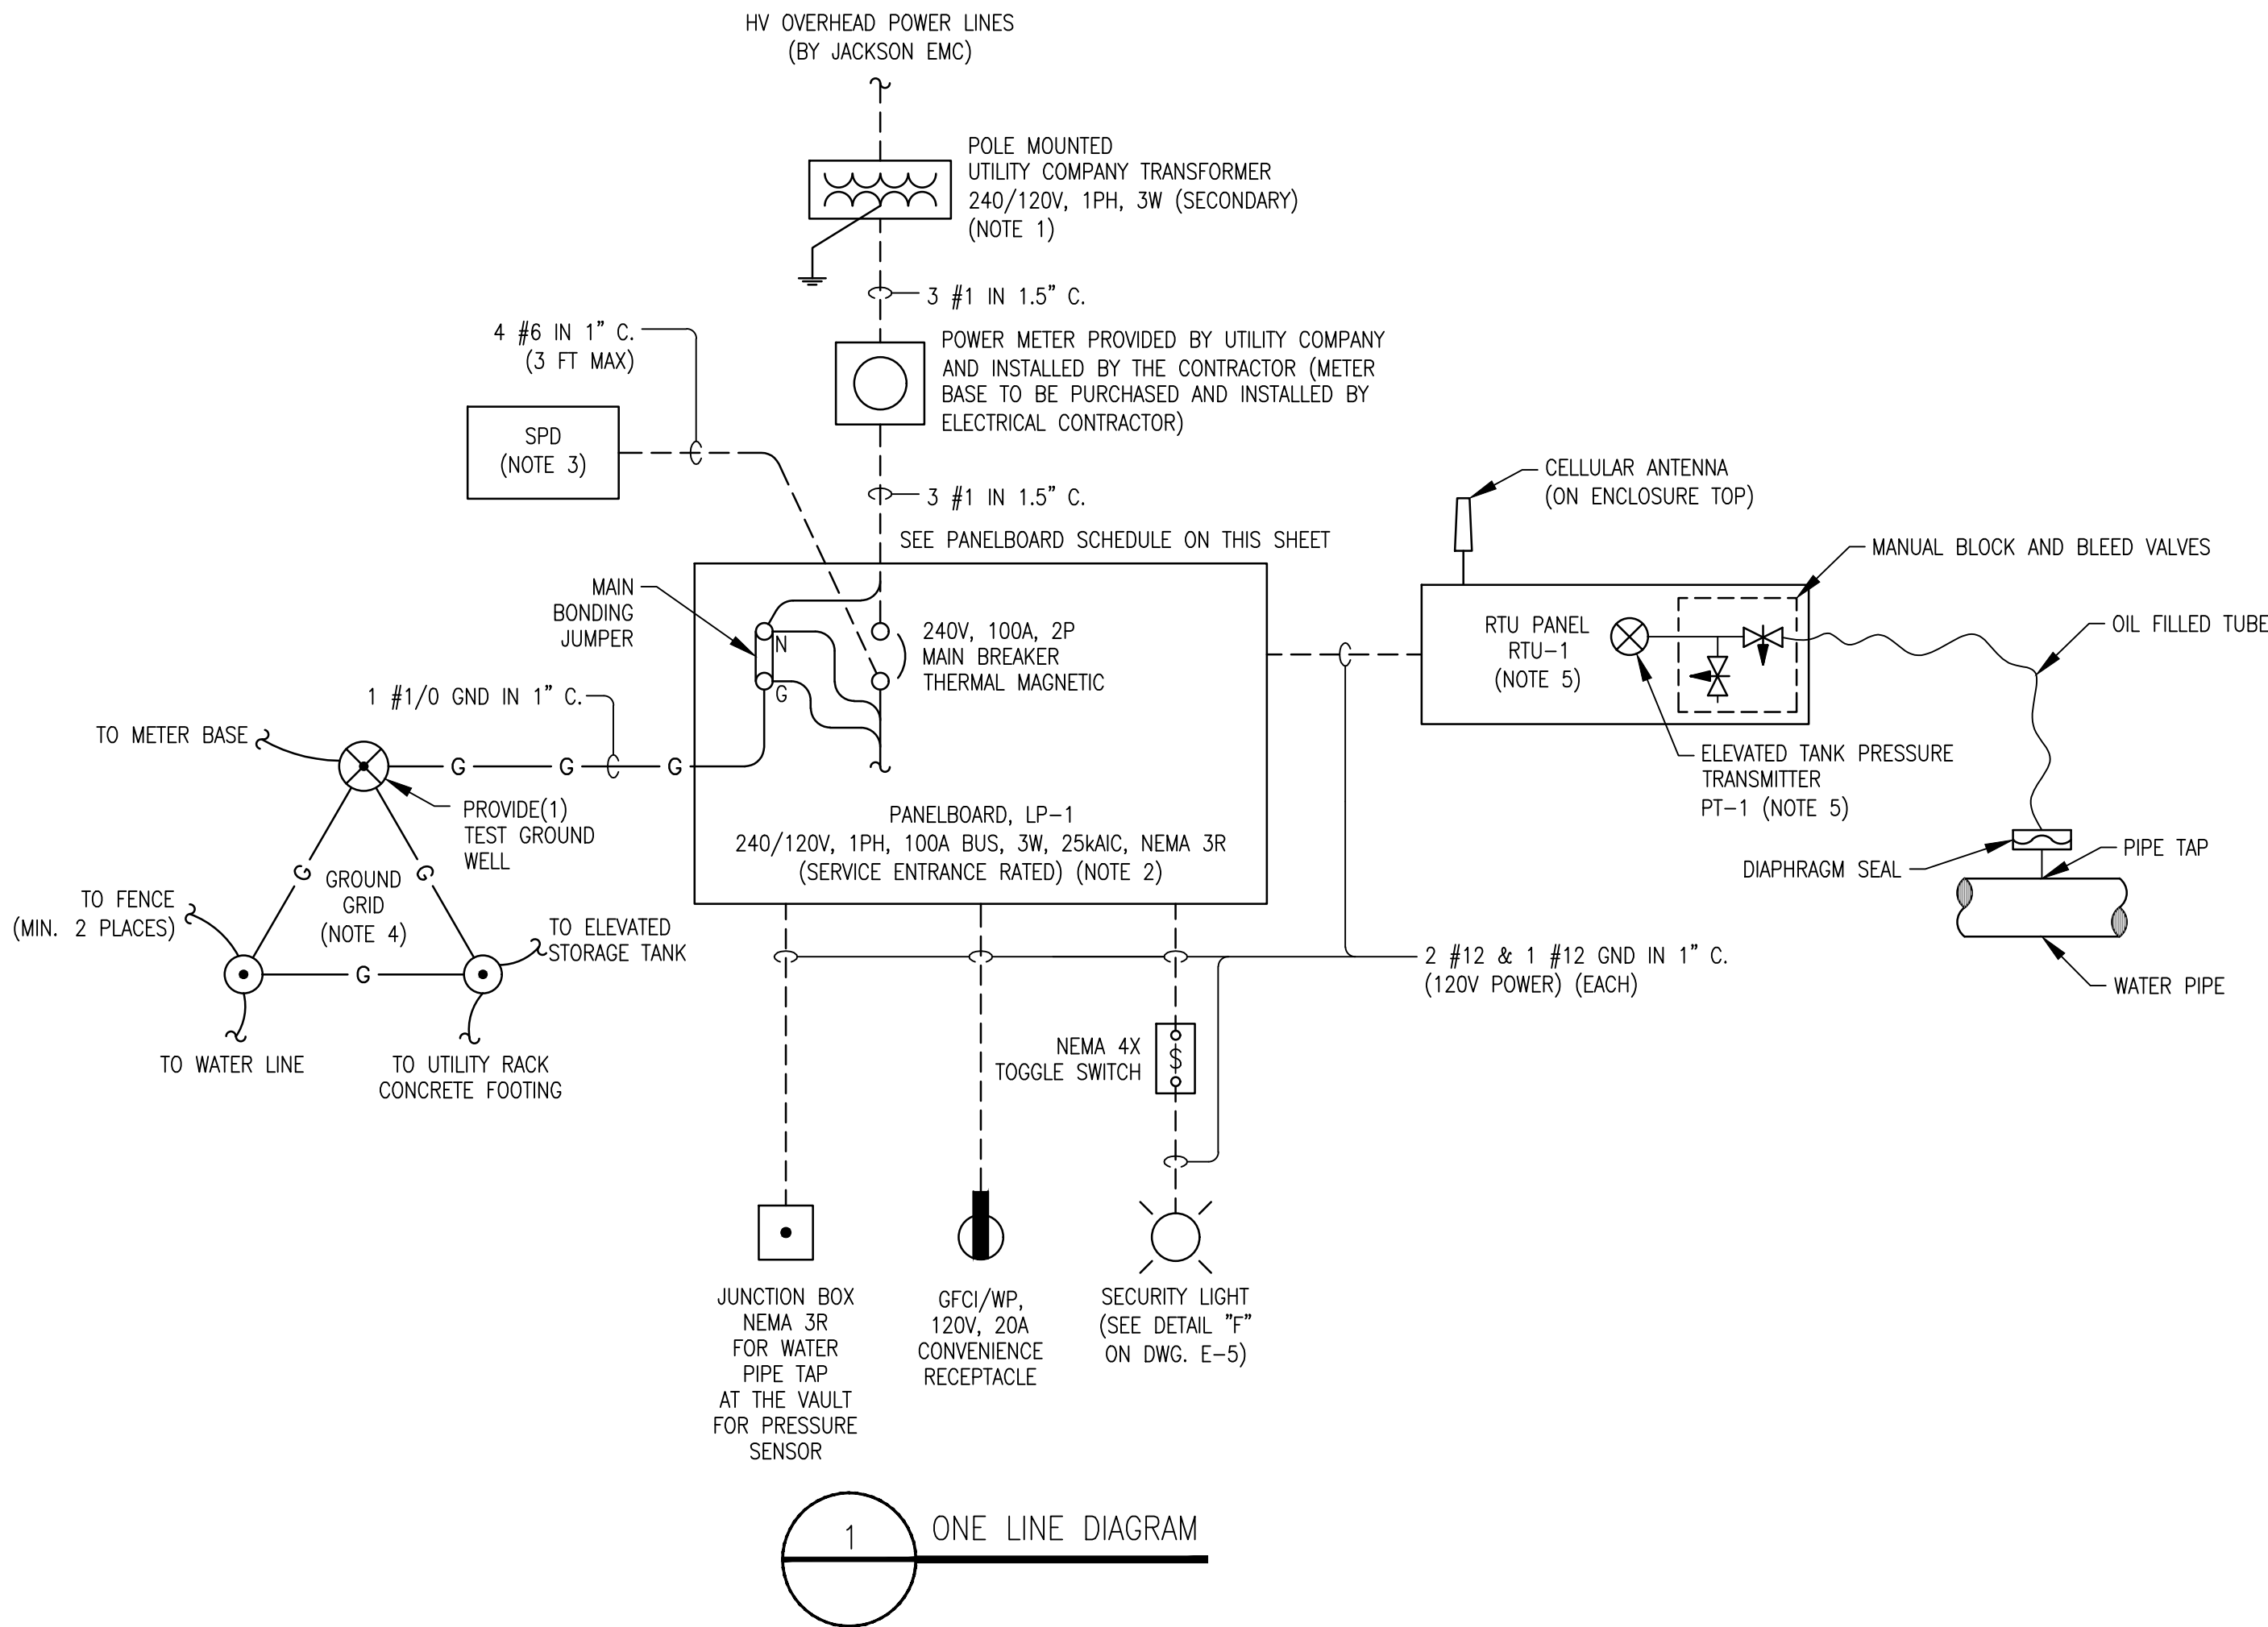 HV OVERHEAD POWER LINES
(BY JACKSON EMC)
POLE MOUNTED
UTILITY COMPANY TRANSFORMER
240/120V, 1PH, 3W (SECONDARY)
(NOTE 1)
3 #1 IN 1.5" C.
4 #6 IN 1" C.
(3 FT MAX)
POWER METER PROVIDED BY UTILITY COMPANY
AND INSTALLED BY THE CONTRACTOR (METER
BASE TO BE PURCHASED AND INSTALLED BY
ELECTRICAL CONTRACTOR)
SPD
(NOTE 3)
3 #1 IN 1.5" C.
SEE PANELBOARD SCHEDULE ON THIS SHEET
CELLULAR ANTENNA
(ON ENCLOSURE TOP)
MANUAL BLOCK AND BLEED VALVES
MAIN
BONDING
JUMPER
N
G
240V, 100A, 2P
MAIN BREAKER
THERMAL MAGNETIC
RTU PANEL
RTU-1
(NOTE 5)
OIL FILLED TUBE
1 #1/0 GND IN 1" C.
TO METER BASE
G G G
PROVIDE(1)
TEST GROUND
WELL
ELEVATED TANK PRESSURE
TRANSMITTER
PT-1 (NOTE 5)
PANELBOARD, LP-1
240/120V, 1PH, 100A BUS, 3W, 25kAIC, NEMA 3R
(SERVICE ENTRANCE RATED) (NOTE 2)
DIAPHRAGM SEAL
PIPE TAP
WATER PIPE
G
G
GROUND
GRID
(NOTE 4)
TO FENCE
(MIN. 2 PLACES)
TO ELEVATED
STORAGE TANK
G
TO WATER LINE
TO UTILITY RACK
CONCRETE FOOTING
2 #12 & 1 #12 GND IN 1" C.
(120V POWER) (EACH)
NEMA 4X
TOGGLE SWITCH
$
JUNCTION BOX
NEMA 3R
FOR WATER
PIPE TAP
AT THE VAULT
FOR PRESSURE
SENSOR
GFCI/WP,
120V, 20A
CONVENIENCE
RECEPTACLE
SECURITY LIGHT
(SEE DETAIL "F"
ON DWG. E-5)
1
ONE LINE DIAGRAM